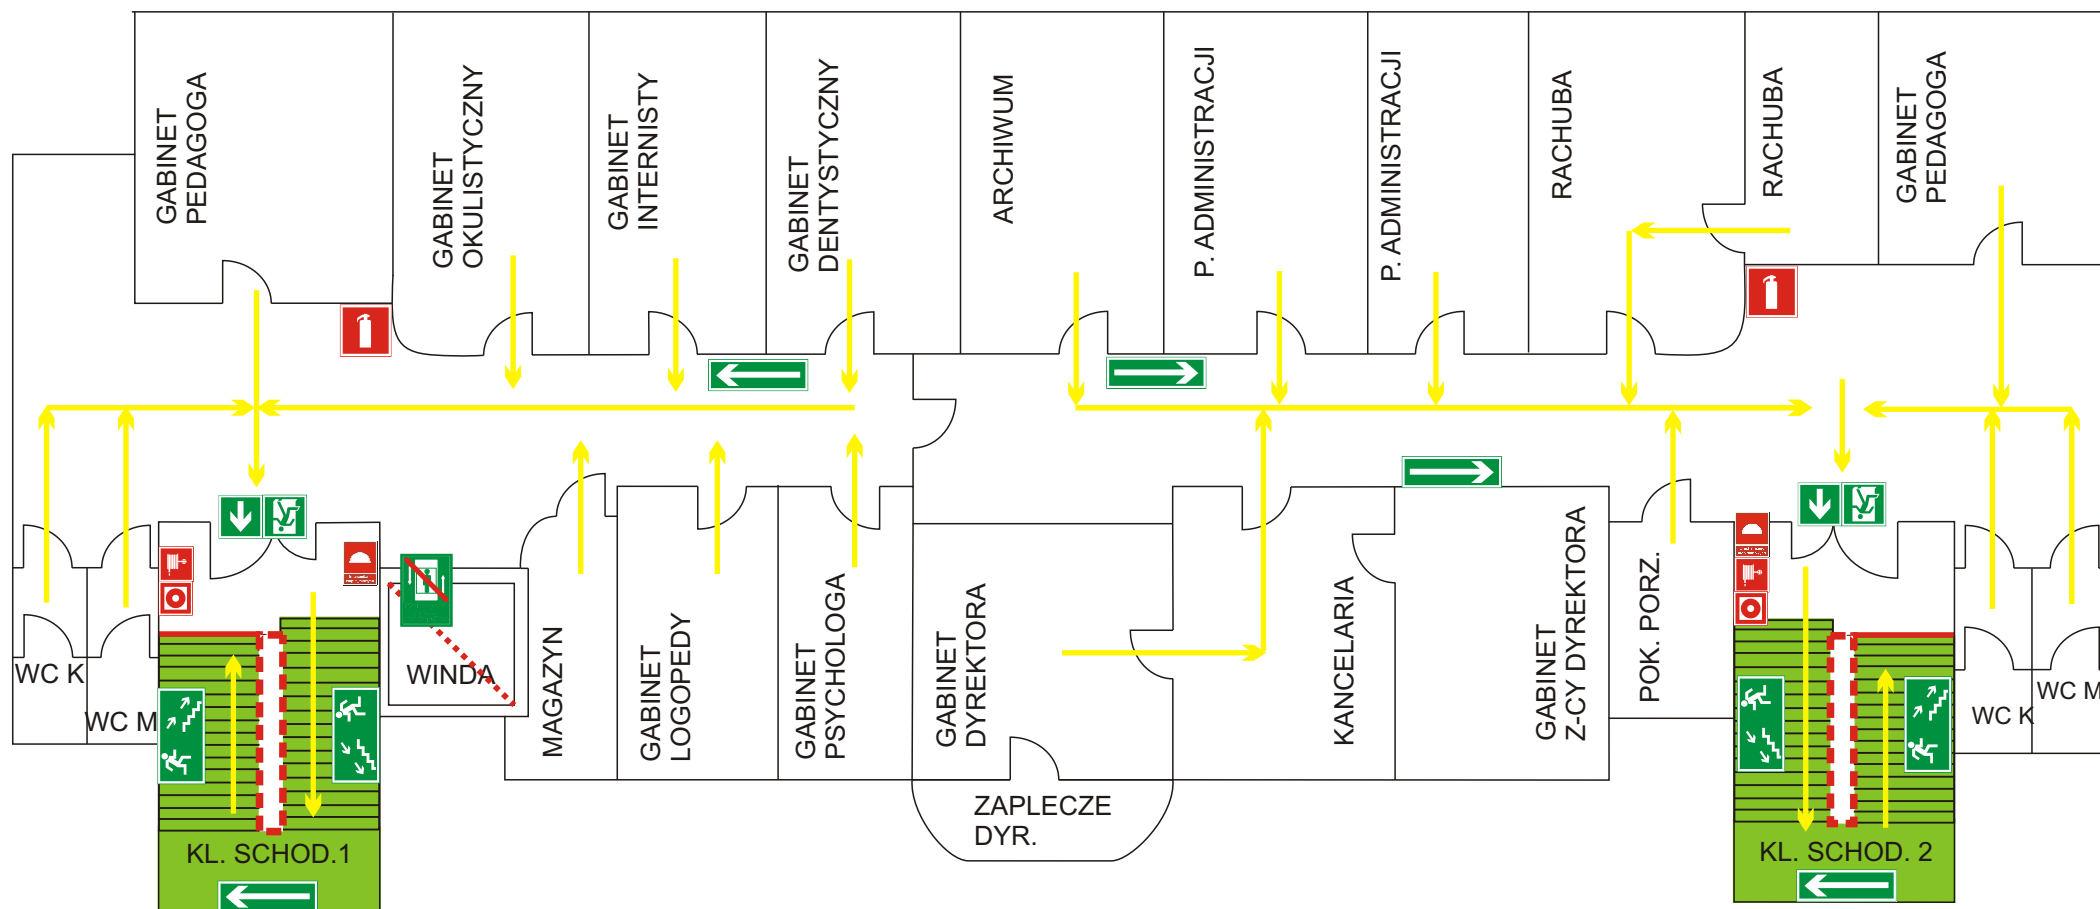 GABINET
PEDAGOGA
GABINET
OKULISTYCZNY
GABINET
INTERNISTY
GABINET
DENTYSTYCZNY
ARCHIWUM
P. ADMINISTRACJI
P. ADMINISTRACJI
RACHUBA
RACHUBA
GABINET
PEDAGOGA
WC K
WC M
WINDA
MAGAZYN
GABINET
LOGOPEDY
GABINET
PSYCHOLOGA
GABINET
DYREKTORA
KANCELARIA
GABINET
Z-CY DYREKTORA
POK. PORZ.
WC K
WC M
ZAPLECZE
DYR.
KL. SCHOD.1
KL. SCHOD. 2